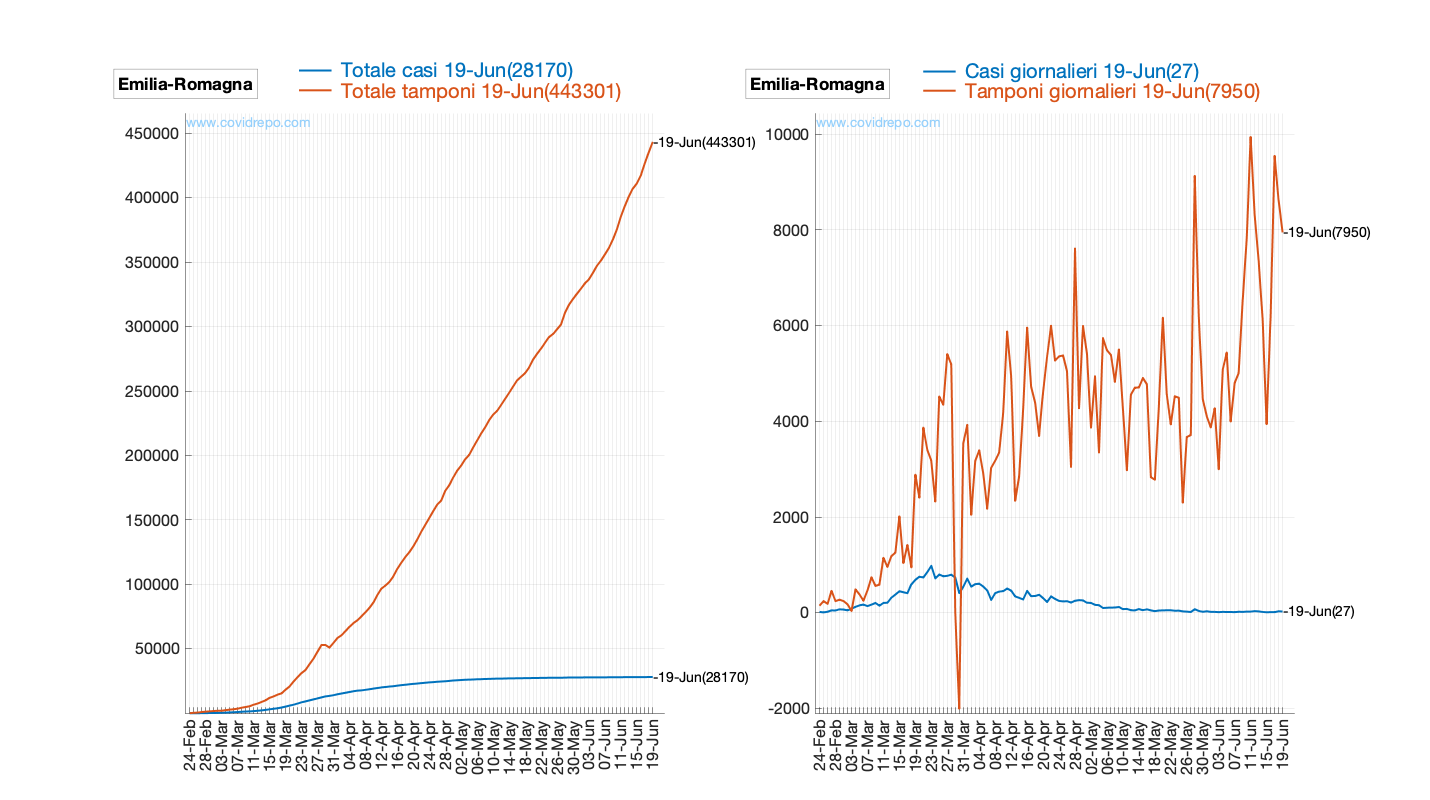 Emilia-Romagna
Totale casi 19-Jun(28170)
Totale tamponi 19-Jun(443301)
www.covidrepo.com
450000
400000
350000
300000
250000
200000
150000
100000
50000
-19-Jun(443301)
-19-Jun(28170)
24-Feb
28-Feb
03-Mar
07-Mar
11-Mar
15-Mar
19-Mar
23-Mar
27-Mar
31-Mar
04-Apr
08-Apr
12-Apr
16-Apr
20-Apr
24-Apr
28-Apr
02-May
06-May
10-May
14-May
18-May
22-May
26-May
30-May
03-Jun
07-Jun
11-Jun
15-Jun
19-Jun
Emilia-Romagna
Casi giornalieri 19-Jun(27)
Tamponi giornalieri 19-Jun(7950)
www.covidrepo.com
10000
8000
6000
4000
2000
0
-2000
-19-Jun(7950)
-19-Jun(27)
24-Feb
28-Feb
03-Mar
07-Mar
11-Mar
15-Mar
19-Mar
23-Mar
27-Mar
31-Mar
04-Apr
08-Apr
12-Apr
16-Apr
20-Apr
24-Apr
28-Apr
02-May
06-May
10-May
14-May
18-May
22-May
26-May
30-May
03-Jun
07-Jun
11-Jun
15-Jun
19-Jun